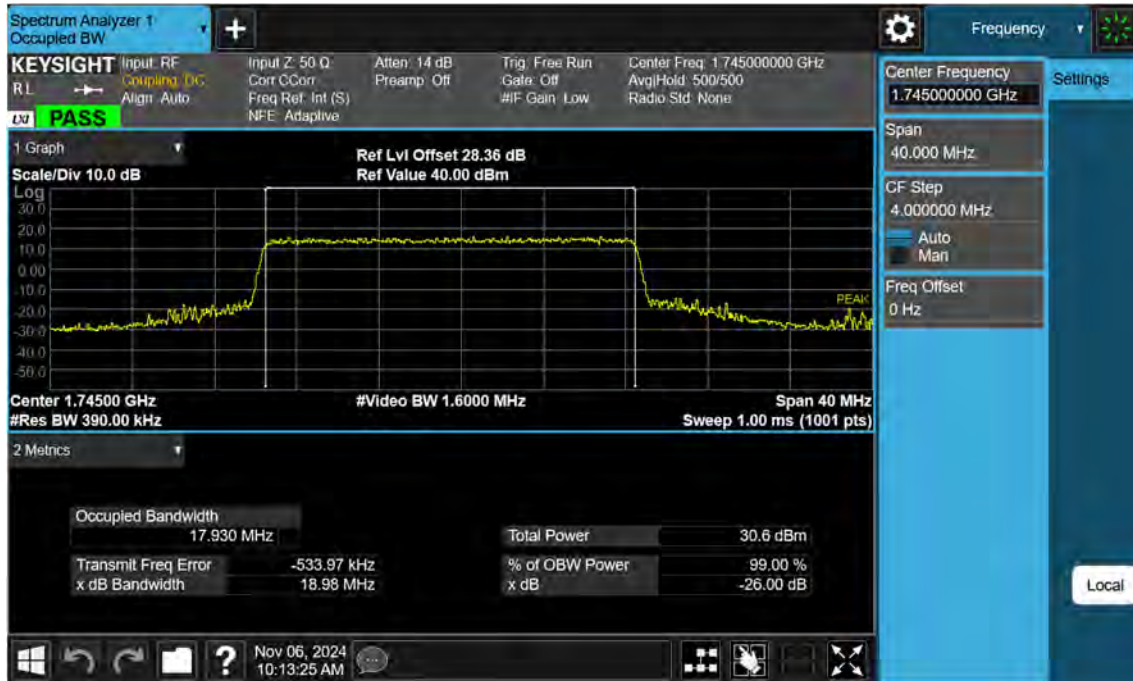 Spectrum Analyzer 1
Occupied BW
+
Frequency
KEYSIGHT
RL
LXI PASS
Input: RF
Coupling: DC
Align: Auto
Input Z: 50 Ω
Corr CCorr
Freq Ref: Int (S)
NFE: Adaptive
Atten: 14 dB
Preamp: Off
Trig: Free Run
Gate: Off
#IF Gain: Low
Center Freq: 1.745000000 GHz
Avg|Hold: 500/500
Radio Std: None
Center Frequency
1.745000000 GHz
Settings
Span
40.000 MHz
CF Step
4.000000 MHz
Auto
Man
Freq Offset
0 Hz
1 Graph
Scale/Div 10.0 dB
Ref Lvl Offset 28.36 dB
Ref Value 40.00 dBm
Log
30.0
20.0
10.0
0.00
-10.0
-20.0
-30.0
-40.0
-50.0
PEAK
Center 1.74500 GHz
#Video BW 1.6000 MHz
Span 40 MHz
#Res BW 390.00 kHz
Sweep 1.00 ms (1001 pts)
2 Metrics
Occupied Bandwidth
17.930 MHz
Total Power 30.6 dBm
Transmit Freq Error -533.97 kHz
% of OBW Power 99.00 %
x dB Bandwidth 18.98 MHz
x dB -26.00 dB
Local
?
Nov 06, 2024
10:13:25 AM